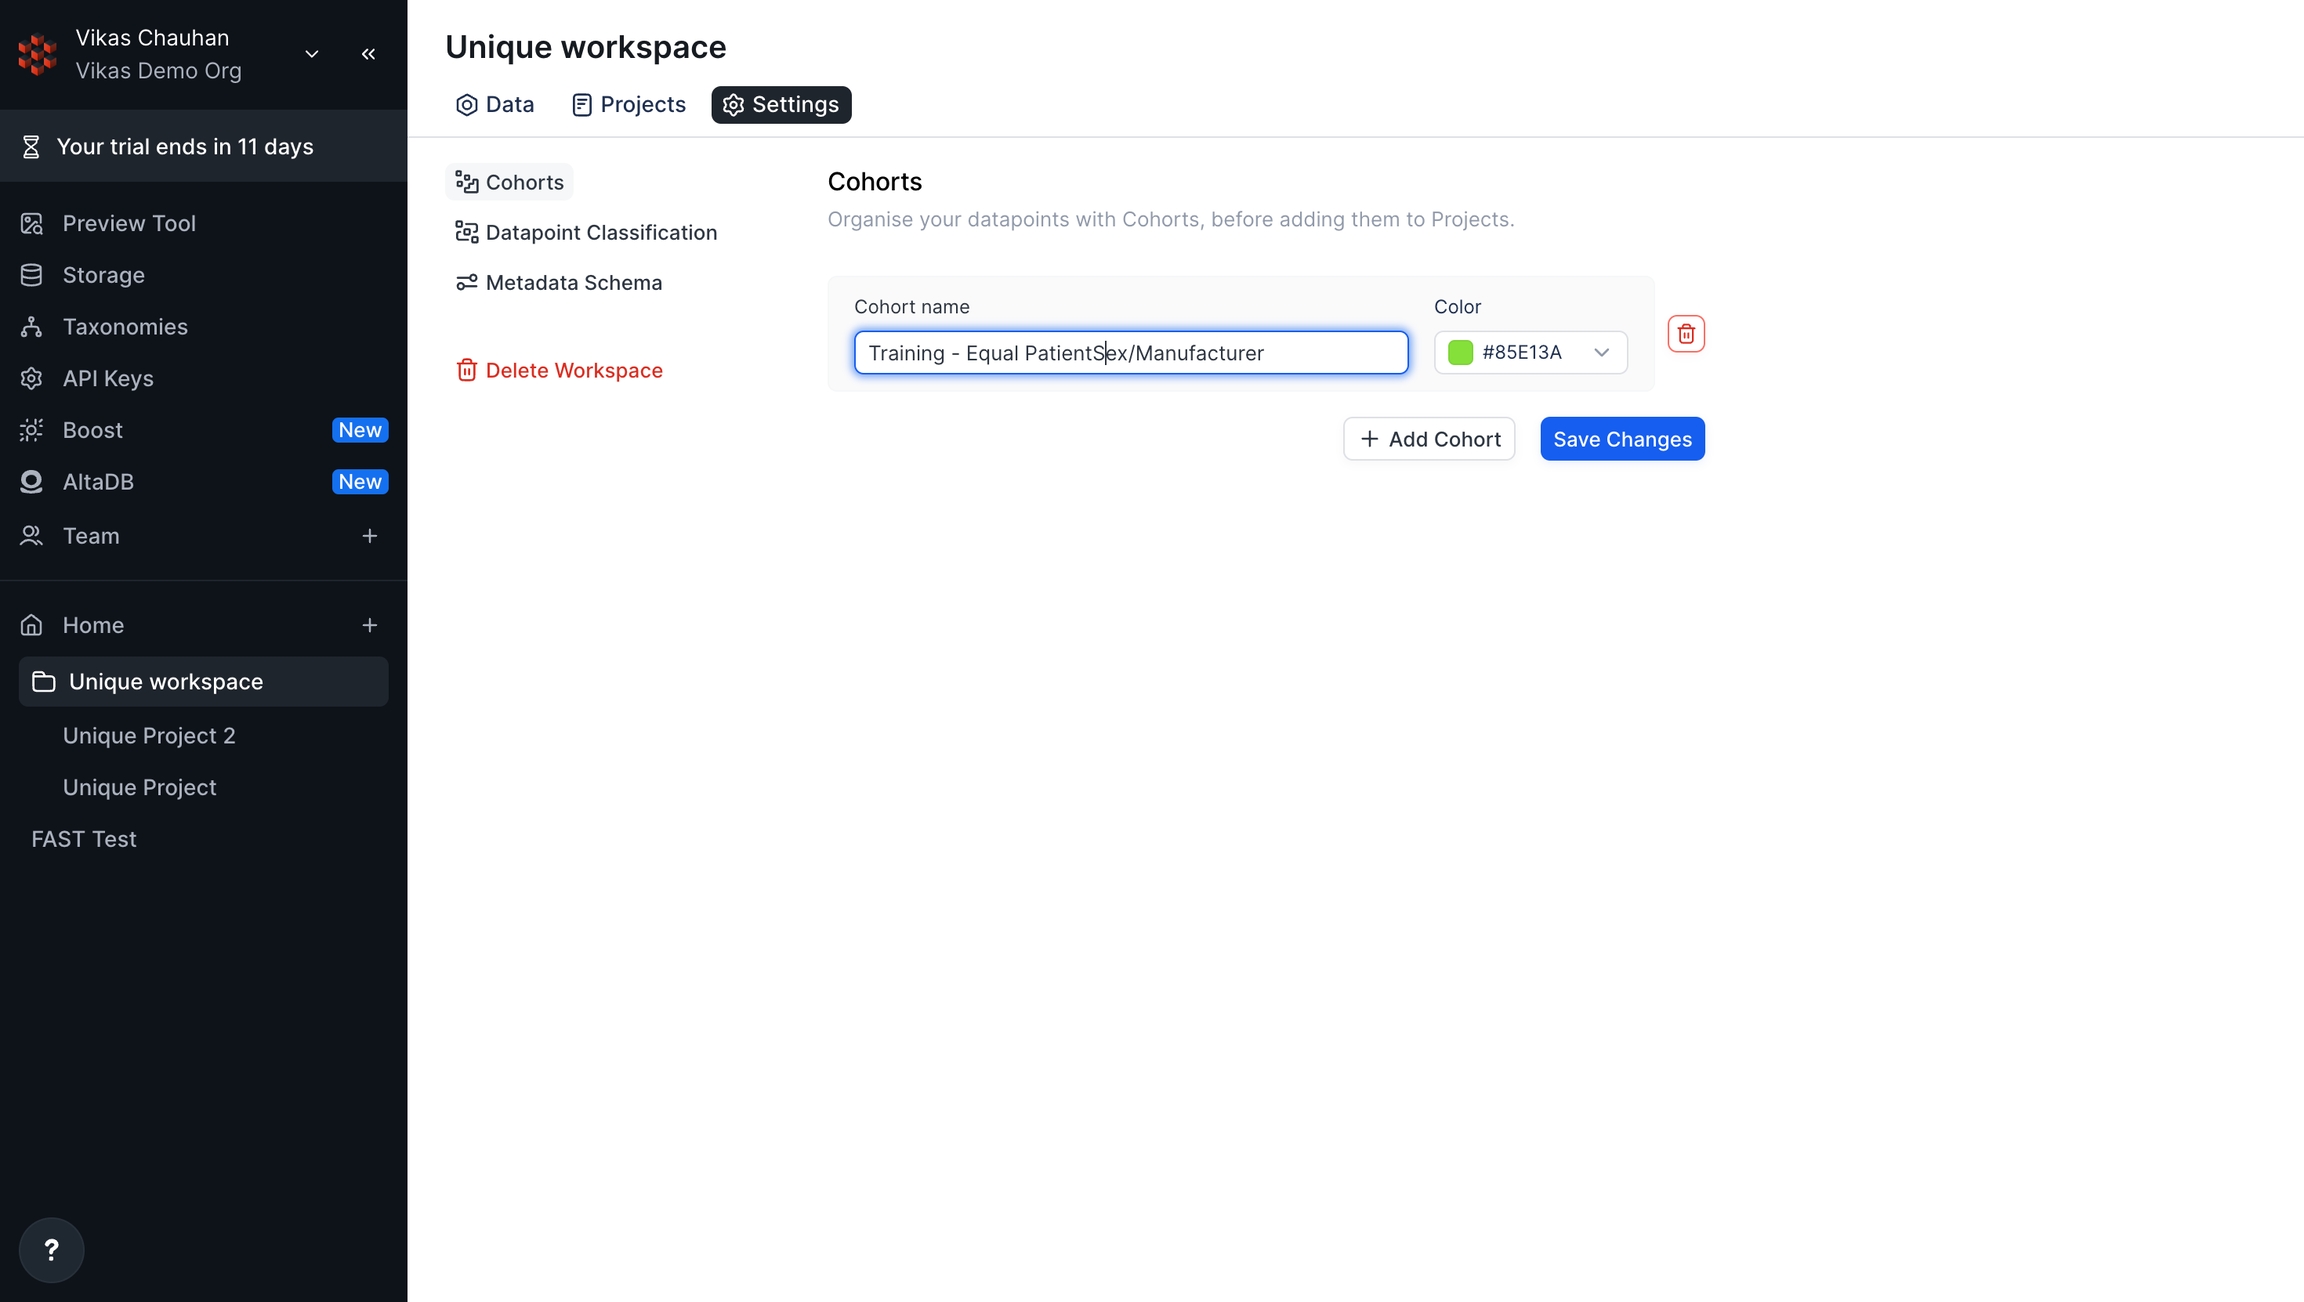 Vikas Chauhan
Vikas Demo Org
Your trial ends in 11 days
Preview Tool
Storage
Taxonomies
API Keys
Boost New
AltaDB New
Team
Home
Unique workspace
Unique Project 2
Unique Project
FAST Test
?
Unique workspace
Data Projects Settings
Cohorts
Datapoint Classification
Metadata Schema
Delete Workspace
Cohorts
Organise your datapoints with Cohorts, before adding them to Projects.
Cohort name Color
Training - Equal PatientSex/Manufacturer #85E13A
Add Cohort Save Changes